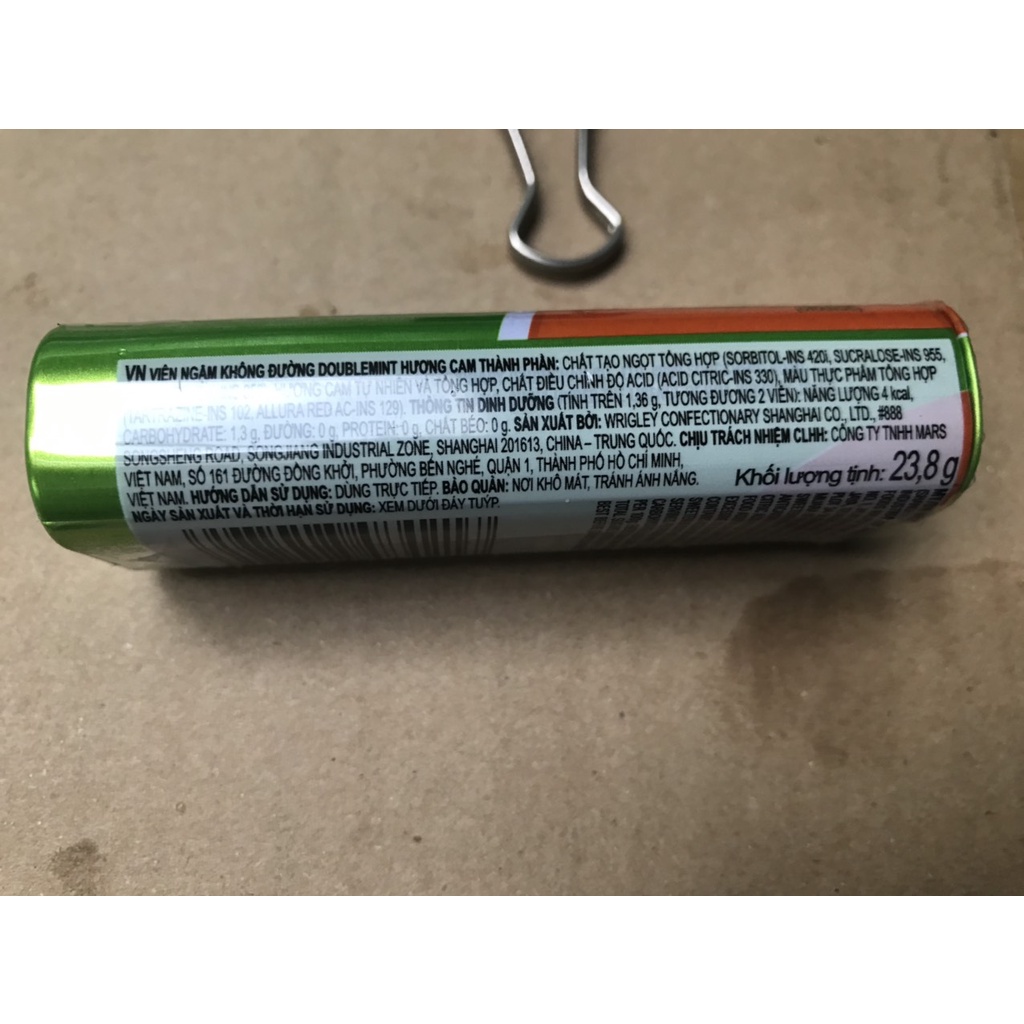 VN VIÊN NGẬM KHÔNG ĐƯỜNG DOUBLEMINT HƯƠNG CAM THÀNH PHẦN: CHẤT TẠO NGỌT TỔNG HỢP (SORBITOL-INS 420i, SUCRALOSE-INS 955,
HƯƠNG CAM TỰ NHIÊN VÀ TỔNG HỢP, CHẤT ĐIỀU CHỈNH ĐỘ ACID (ACID CITRIC-INS 330), MÀU THỰC PHẨM TỔNG HỢP
(TARTRAZINE-INS 102, ALLURA RED AC-INS 129). THÔNG TIN DINH DƯỠNG (TÍNH TRÊN 1,36 g, TƯƠNG ĐƯƠNG 2 VIÊN): NĂNG LƯỢNG 4 kcal,
CARBOHYDRATE: 1,3 g, ĐƯỜNG: 0 g, PROTEIN: 0 g, CHẤT BÉO: 0 g. SẢN XUẤT BỞI: WRIGLEY CONFECTIONARY SHANGHAI CO., LTD., #888
SONGSHENG ROAD, SONGJIANG INDUSTRIAL ZONE, SHANGHAI 201613, CHINA – TRUNG QUỐC. CHỊU TRÁCH NHIỆM CLHH: CÔNG TY TNHH MARS
VIỆT NAM, SỐ 161 ĐƯỜNG ĐỒNG KHỞI, PHƯỜNG BẾN NGHÉ, QUẬN 1, THÀNH PHỐ HỒ CHÍ MINH,
VIỆT NAM. HƯỚNG DẪN SỬ DỤNG: DÙNG TRỰC TIẾP. BẢO QUẢN: NƠI KHÔ MÁT, TRÁNH ÁNH NẮNG.
NGÀY SẢN XUẤT VÀ THỜI HẠN SỬ DỤNG: XEM DƯỚI ĐÁY TUÝP.
Khối lượng tịnh: 23,8 g